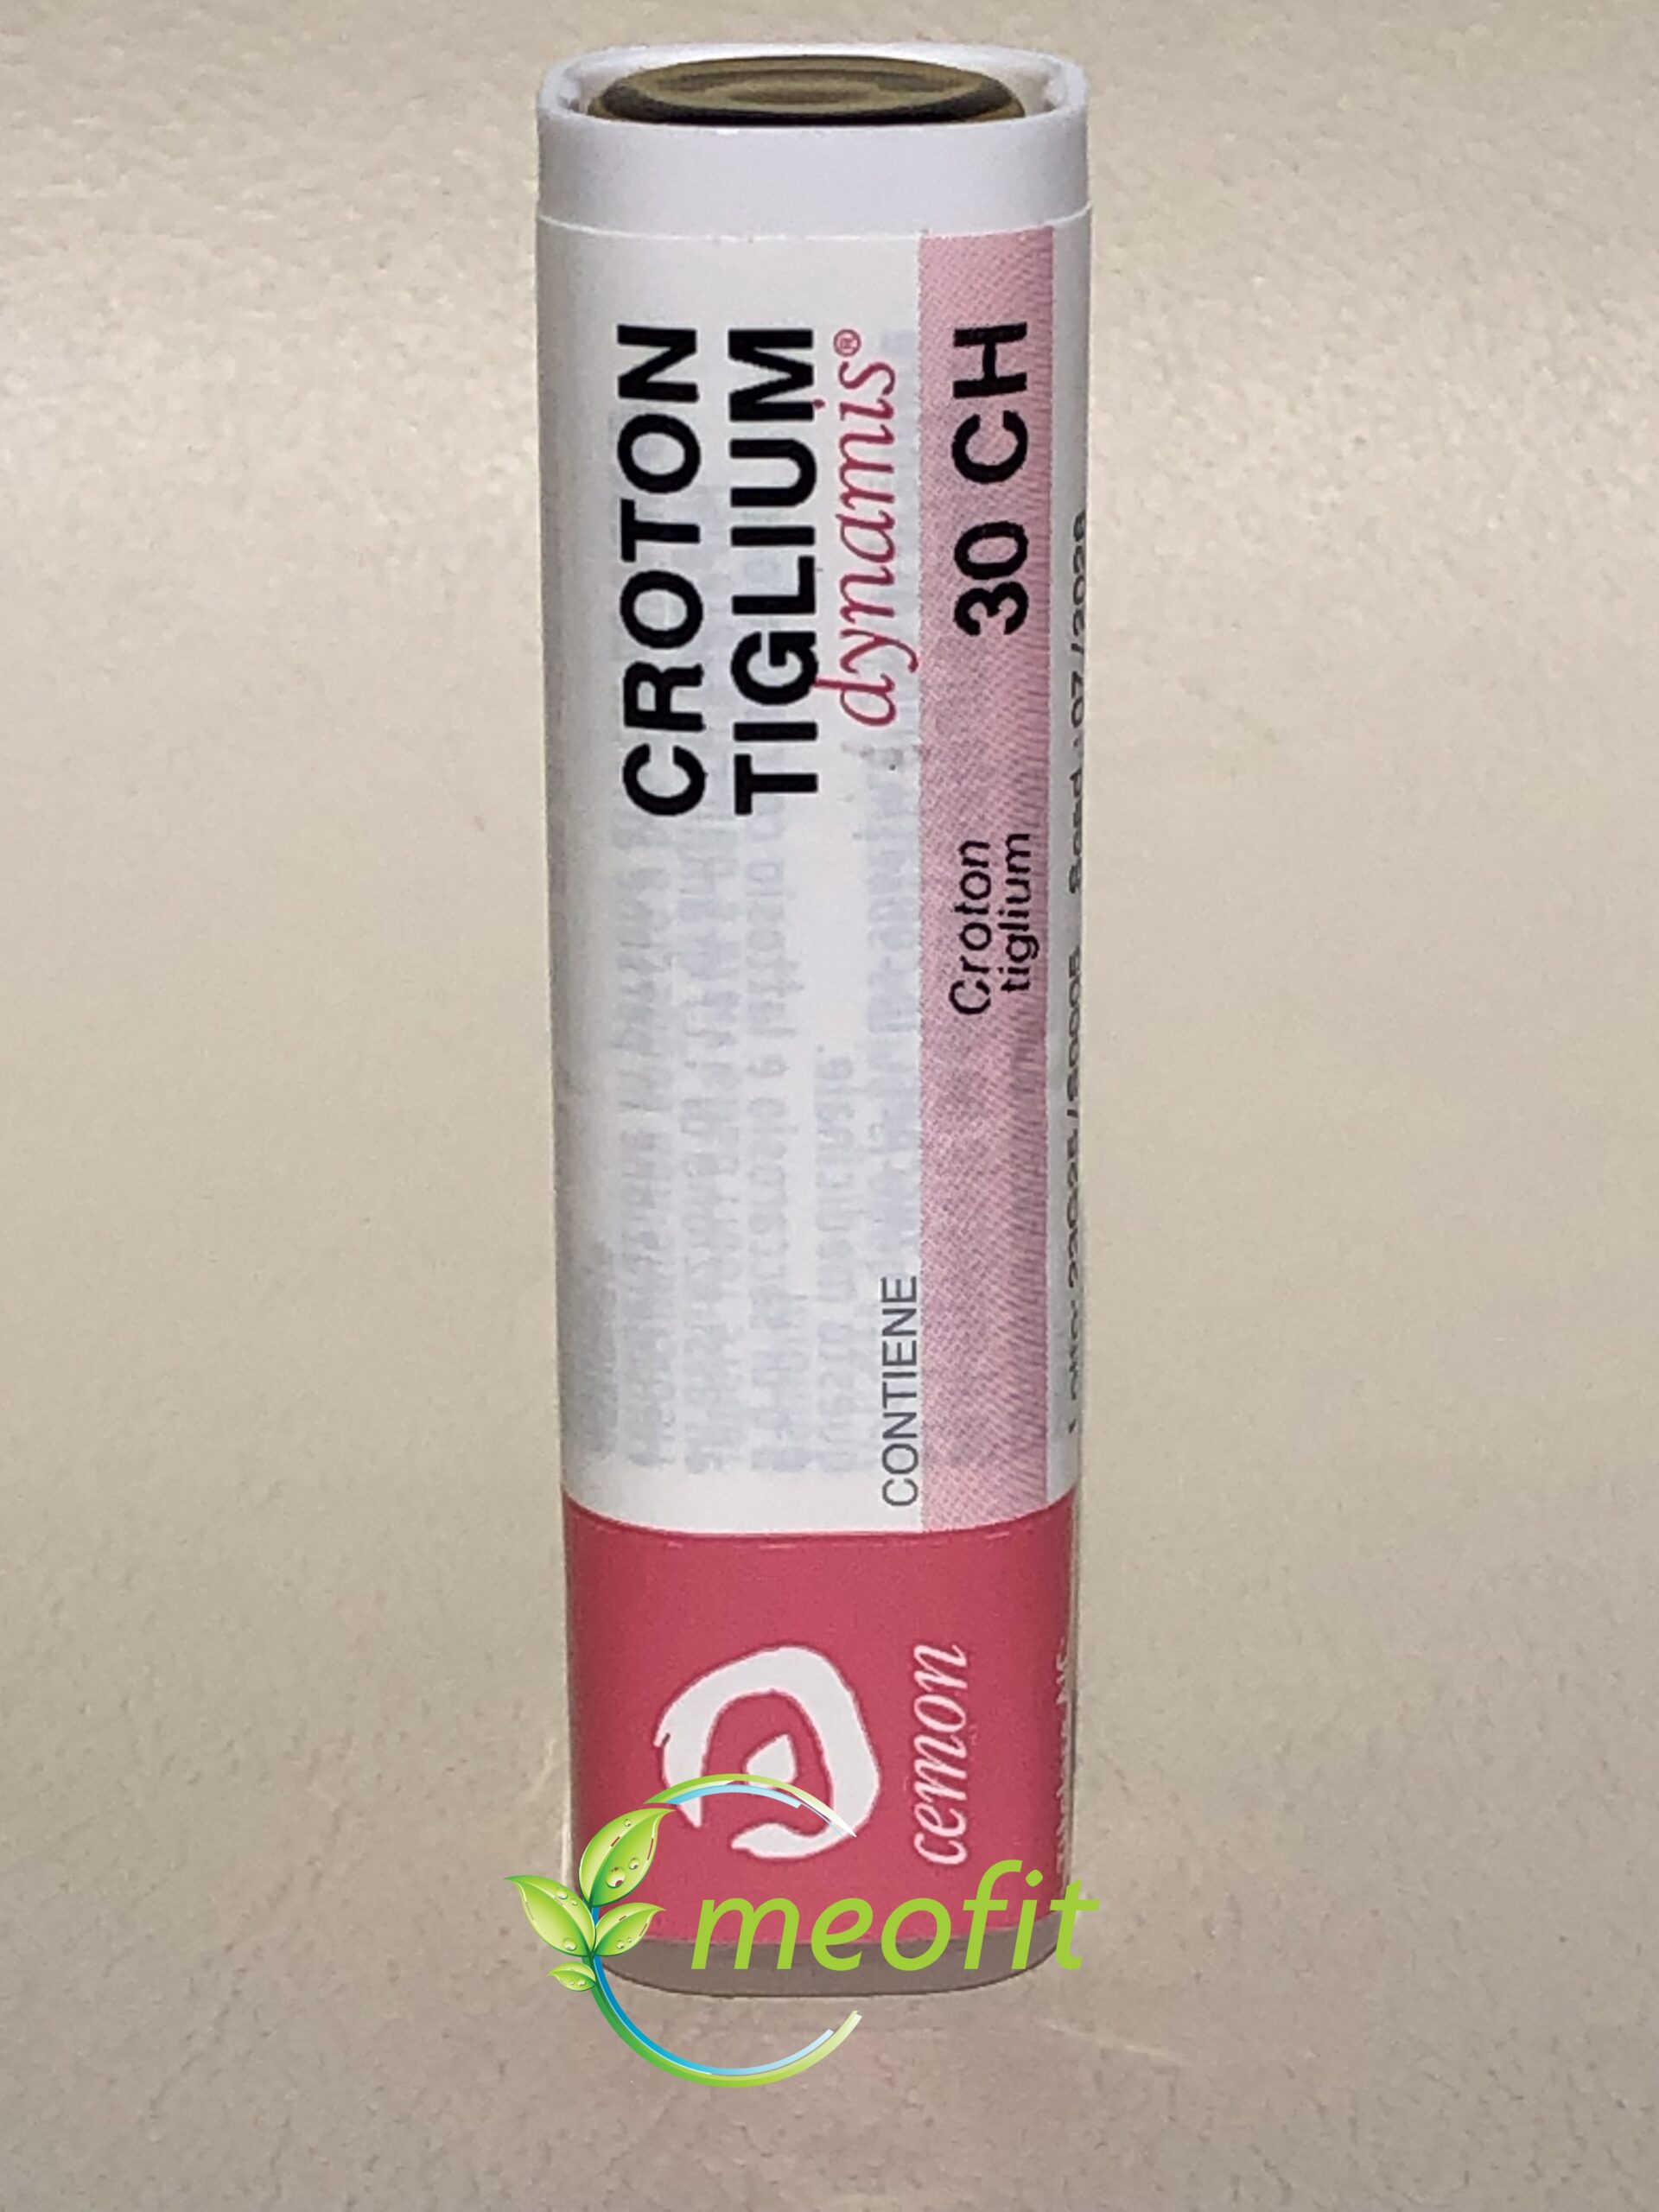 CROTON
TIGLIUM
dynamis®
CONTIENE
30 CH
Croton
tiglium
cemon
meofit